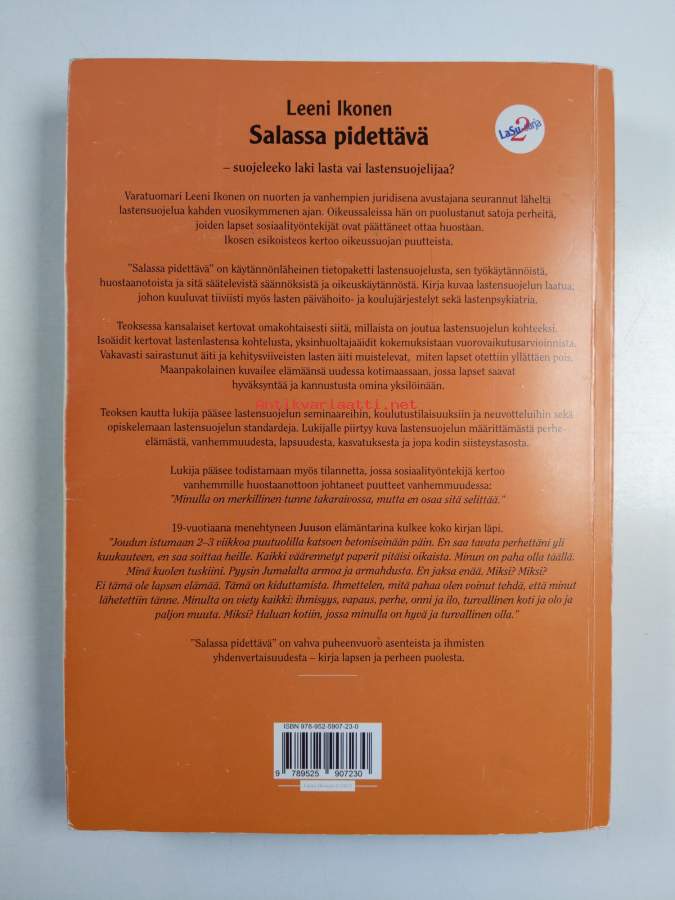 Leeni Ikonen
Salassa pidettävä
LaSu-kirja
2
– suojeleeko laki lasta vai lastensuojelijaa?
Varatuomari Leeni Ikonen on nuorten ja vanhempien juridisena avustajana seurannut läheltä
lastensuojelua kahden vuosikymmenen ajan. Oikeussaleissa hän on puolustanut satoja perheitä,
joiden lapset sosiaalityöntekijät ovat päättäneet ottaa huostaan.
Ikosen esikoisteos kertoo oikeussuojan puutteista.
"Salassa pidettävä" on käytännönläheinen tietopaketti lastensuojelusta, sen työkäytännöistä,
huostaanotoista ja sitä säätelevistä säännöksistä ja oikeuskäytännöstä. Kirja kuvaa lastensuojelun laatua,
johon kuuluvat tiiviisti myös lasten päivähoito- ja koulujärjestelyt sekä lastenpsykiatria.
Teoksessa kansalaiset kertovat omakohtaisesti siitä, millaista on joutua lastensuojelun kohteeksi.
Isoäidit kertovat lastenlastensa kohtelusta, yksinhuoltajaäidit kokemuksistaan vuorovaikutusarvioinnista.
Vakavasti sairastunut äiti ja kehitysviiveisten lasten äiti muistelevat, miten lapset otettiin yllättäen pois.
Maanpakolainen kuvailee elämäänsä uudessa kotimaassaan, jossa lapset saavat
hyväksyntää ja kannustusta omina yksilöinään.
Antikvariaatti.net
Teoksen kautta lukija pääsee lastensuojelun seminaareihin, koulutustilaisuuksiin ja neuvotteluihin sekä
opiskelemaan lastensuojelun standardeja. Lukijalle piirtyy kuva lastensuojelun määrittämästä perhe-
elämästä, vanhemmuudesta, lapsuudesta, kasvatuksesta ja jopa kodin siisteystasosta.
Lukija pääsee todistamaan myös tilannetta, jossa sosiaalityöntekijä kertoo
vanhemmille huostaanottoon johtaneet puutteet vanhemmuudessa:
"Minulla on merkillinen tunne takaraivossa, mutta en osaa sitä selittää."
19-vuotiaana menehtyneen Juuson elämäntarina kulkee koko kirjan läpi.
"Joudun istumaan 2–3 viikkoa puutuolilla katsoen betoniseinään päin. En saa tavata perhettäni yli
kuukauteen, en saa soittaa heille. Kaikki väärennetyt paperit pitäisi oikaista. Minun on paha olla täällä.
Minä kuolen tuskiini. Pyysin Jumalalta armoa ja armahdusta. En jaksa enää. Miksi? Miksi?
Ei tämä ole lapsen elämää. Tämä on kiduttamista. Ihmettelen, mitä pahaa olen voinut tehdä, että minut
lähetettiin tänne. Minulta on viety kaikki: ihmisyys, vapaus, perhe, onni ja ilo, turvallinen koti ja olo ja
paljon muuta. Miksi? Haluan kotiin, jossa minulla on hyvä ja turvallinen olla."
"Salassa pidettävä" on vahva puheenvuoro asenteista ja ihmisten
yhdenvertaisuudesta – kirja lapsen ja perheen puolesta.
ISBN 978-952-5907-23-0
9 789525 907230